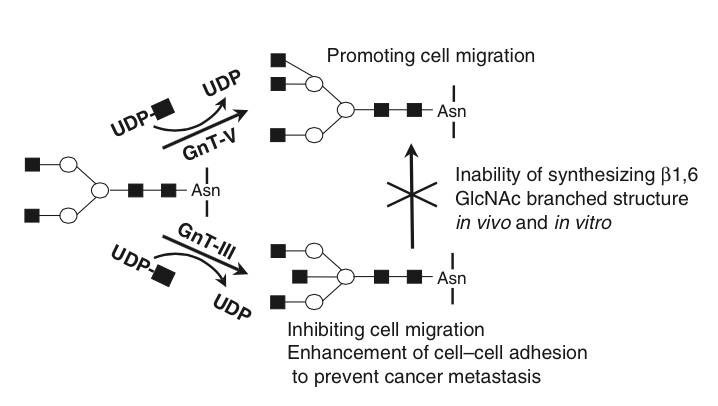 Promoting cell migration
UDP
UDP-
GnT-V
Asn
Asn
Inability of synthesizing β1,6
GlcNAc branched structure
in vivo and in vitro
GnT-III
UDP-
UDP
Asn
Inhibiting cell migration
Enhancement of cell–cell adhesion
to prevent cancer metastasis